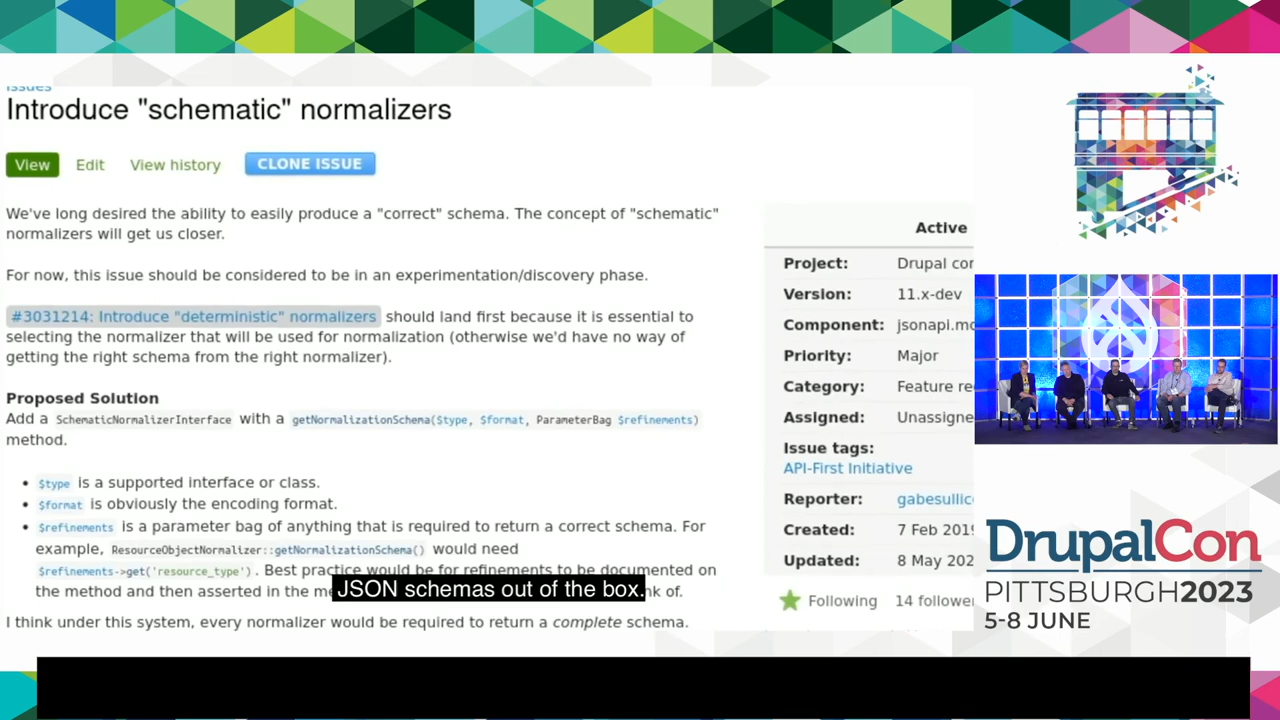 Issues
Introduce "schematic" normalizers
View Edit View history CLONE ISSUE
We've long desired the ability to easily produce a "correct" schema. The concept of "schematic"
normalizers will get us closer.
For now, this issue should be considered to be in an experimentation/discovery phase.
#3031214: Introduce "deterministic" normalizers should land first because it is essential to
selecting the normalizer that will be used for normalization (otherwise we'd have no way of
getting the right schema from the right normalizer).
Proposed Solution
Add a SchematicNormalizerInterface with a getNormalizationSchema($type, $format, ParameterBag $refinements)
method.
• $type is a supported interface or class.
• $format is obviously the encoding format.
• $refinements is a parameter bag of anything that is required to return a correct schema. For
example, ResourceObjectNormalizer::getNormalizationSchema() would need
$refinements->get('resource_type'). Best practice would be for refinements to be documented on
the method and then asserted in the me nk of.
JSON schemas out of the box.
I think under this system, every normalizer would be required to return a complete schema.
Active
Project: Drupal cor
Version: 11.x-dev
Component: jsonapi.mo
Priority: Major
Category: Feature re
Assigned: Unassigne
Issue tags:
API-First Initiative
Reporter: gabesullic
Created: 7 Feb 2019
Updated: 8 May 202
Following 14 follower
DrupalCon
PITTSBURGH2023
5-8 JUNE